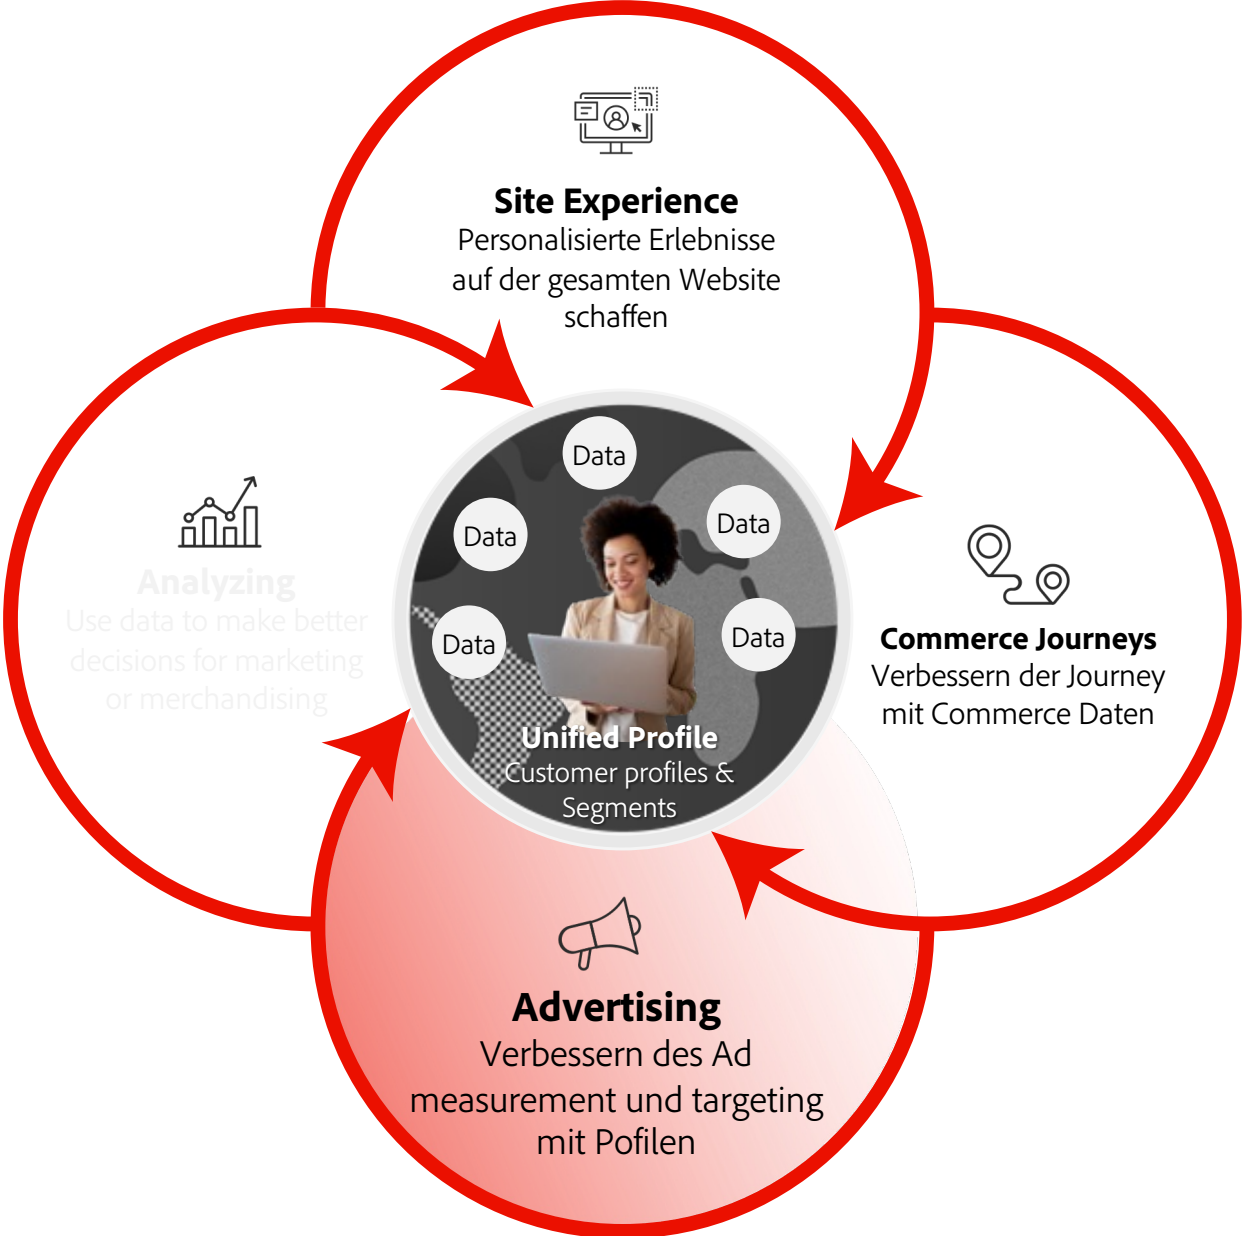 Site Experience
Personalisierte Erlebnisse
auf der gesamten Website
schaffen
Data
Data
Data
Data
Data
Analyzing
Use data to make better
decisions for marketing
or merchandising
Commerce Journeys
Verbessern der Journey
mit Commerce Daten
Unified Profile
Customer profiles &
Segments
Advertising
Verbessern des Ad
measurement und targeting
mit Pofilen